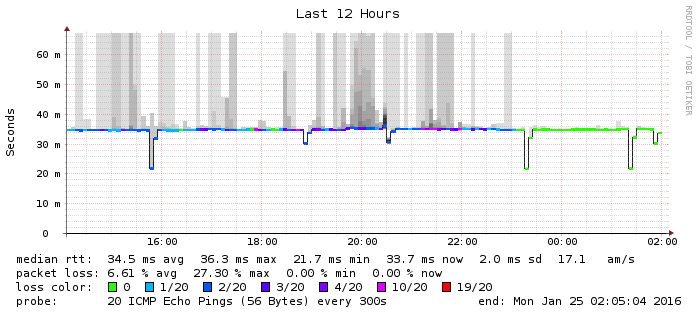 Last 12 Hours
RRDTOOL / TOBI OETIKER
Seconds
60 m
50 m
40 m
30 m
20 m
10 m
0
16:00 18:00 20:00 22:00 00:00 02:00
median rtt: 34.5 ms avg 36.3 ms max 21.7 ms min 33.7 ms now 2.0 ms sd 17.1 am/s
packet loss: 6.61 % avg 27.30 % max 0.00 % min 0.00 % now
loss color: 0 1/20 2/20 3/20 4/20 10/20 19/20
probe: 20 ICMP Echo Pings (56 Bytes) every 300s end: Mon Jan 25 02:05:04 2016